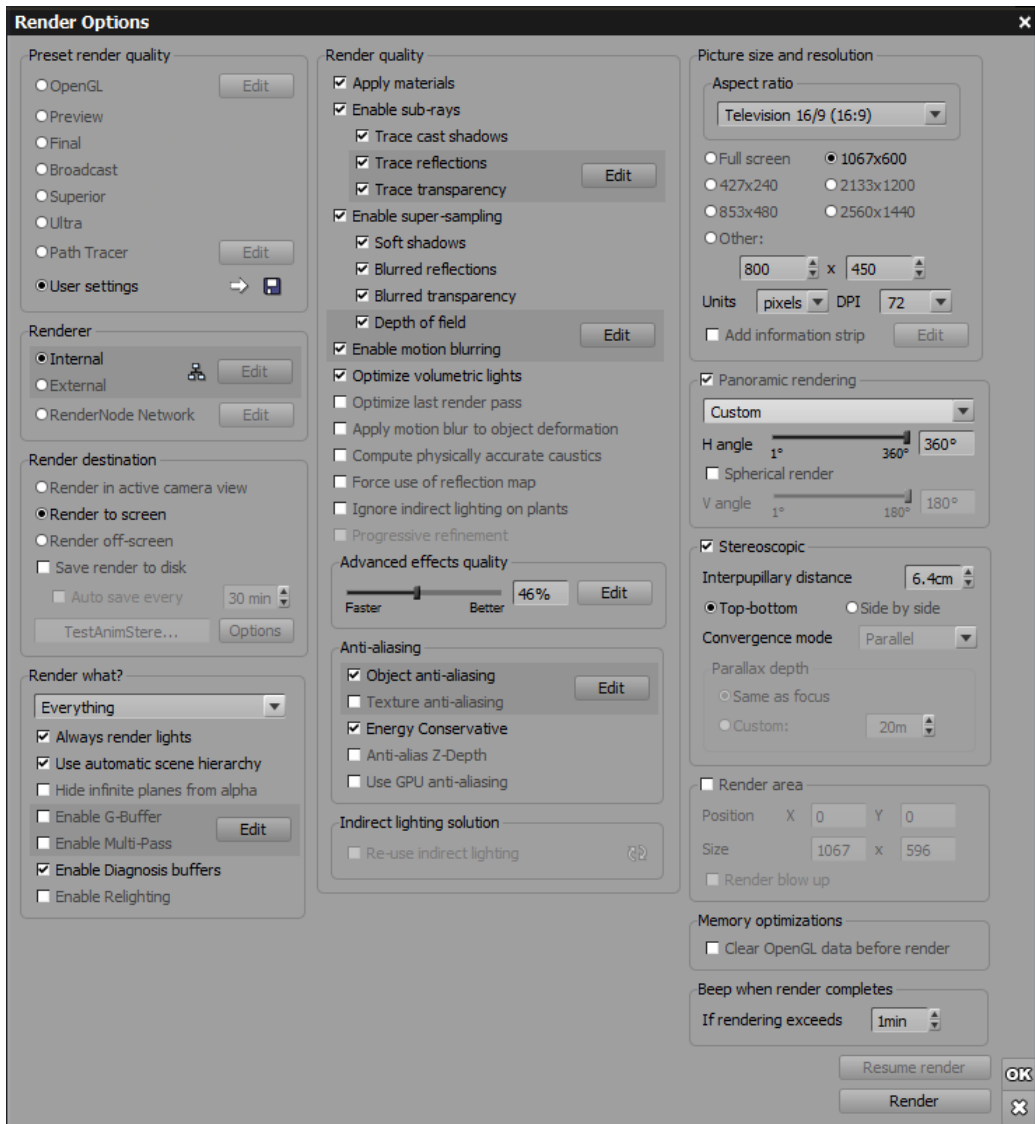 Render Options
Preset render quality
OpenGL Edit
Preview
Final
Broadcast
Superior
Ultra
Path Tracer Edit
User settings
Renderer
Internal Edit
External
RenderNode Network Edit
Render destination
Render in active camera view
Render to screen
Render off-screen
Save render to disk
Auto save every 30 min
TestAnimStere... Options
Render what?
Everything
Always render lights
Use automatic scene hierarchy
Hide infinite planes from alpha
Enable G-Buffer
Edit
Enable Multi-Pass
Enable Diagnosis buffers
Enable Relighting
Render quality
Apply materials
Enable sub-rays
Trace cast shadows
Trace reflections
Edit
Trace transparency
Enable super-sampling
Soft shadows
Blurred reflections
Blurred transparency
Depth of field
Edit
Enable motion blurring
Optimize volumetric lights
Optimize last render pass
Apply motion blur to object deformation
Compute physically accurate caustics
Force use of reflection map
Ignore indirect lighting on plants
Progressive refinement
Advanced effects quality
46% Edit
Faster Better
Anti-aliasing
Object anti-aliasing
Edit
Texture anti-aliasing
Energy Conservative
Anti-alias Z-Depth
Use GPU anti-aliasing
Indirect lighting solution
Re-use indirect lighting
Picture size and resolution
Aspect ratio
Television 16/9 (16:9)
Full screen 1067x600
427x240 2133x1200
853x480 2560x1440
Other:
800 x 450
Units pixels DPI 72
Add information strip Edit
Panoramic rendering
Custom
H angle 1° 360° 360°
Spherical render
V angle 1° 180° 180°
Stereoscopic
Interpupillary distance 6.4cm
Top-bottom Side by side
Convergence mode Parallel
Parallax depth
Same as focus
Custom: 20m
Render area
Position X 0 Y 0
Size 1067 x 596
Render blow up
Memory optimizations
Clear OpenGL data before render
Beep when render completes
If rendering exceeds 1min
Resume render
OK
Render